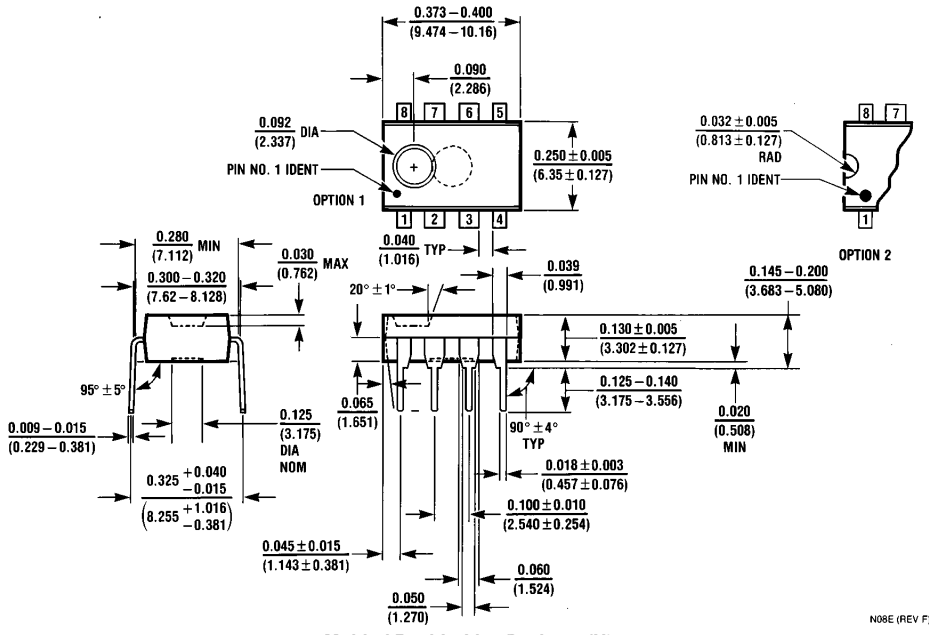 0.373 – 0.400
(9.474 – 10.16)
0.090
(2.286)
8 7 6 5
0.092 DIA
(2.337)
PIN NO. 1 IDENT
OPTION 1
1 2 3 4
0.250 ± 0.005
(6.35 ± 0.127)
0.032 ± 0.005
(0.813 ± 0.127)
RAD
PIN NO. 1 IDENT
8 7
1
OPTION 2
0.280 MIN
(7.112)
0.300 – 0.320
(7.62 – 8.128)
0.030 MAX
(0.762)
0.040 TYP
(1.016)
0.039
(0.991)
20° ± 1°
0.145 – 0.200
(3.683 – 5.080)
0.130 ± 0.005
(3.302 ± 0.127)
0.125 – 0.140
(3.175 – 3.556)
0.020
(0.508)
MIN
95° ± 5°
0.009 – 0.015
(0.229 – 0.381)
0.125
(3.175)
DIA
NOM
0.065
(1.651)
90° ± 4°
TYP
0.018 ± 0.003
(0.457 ± 0.076)
0.325 +0.040
–0.015
(8.255 +1.016
–0.381)
0.100 ± 0.010
(2.540 ± 0.254)
0.045 ± 0.015
(1.143 ± 0.381)
0.060
(1.524)
0.050
(1.270)
N08E (REV F)